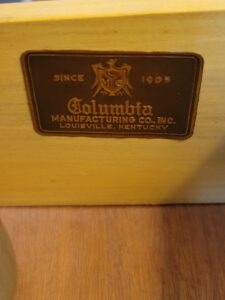 SINCE 1905
Columbia
MANUFACTURING CO., INC.
LOUISVILLE, KENTUCKY